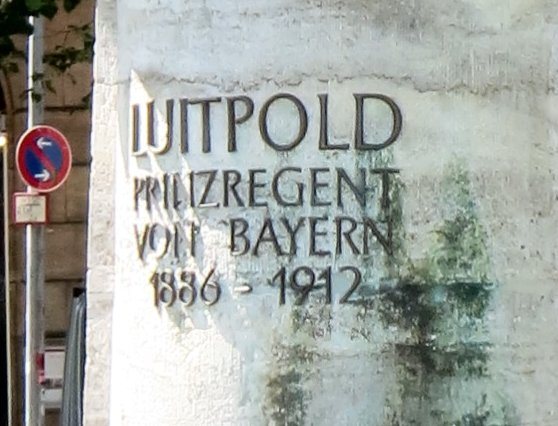 LUITPOLD
PRINZREGENT
VON BAYERN
1886 - 1912